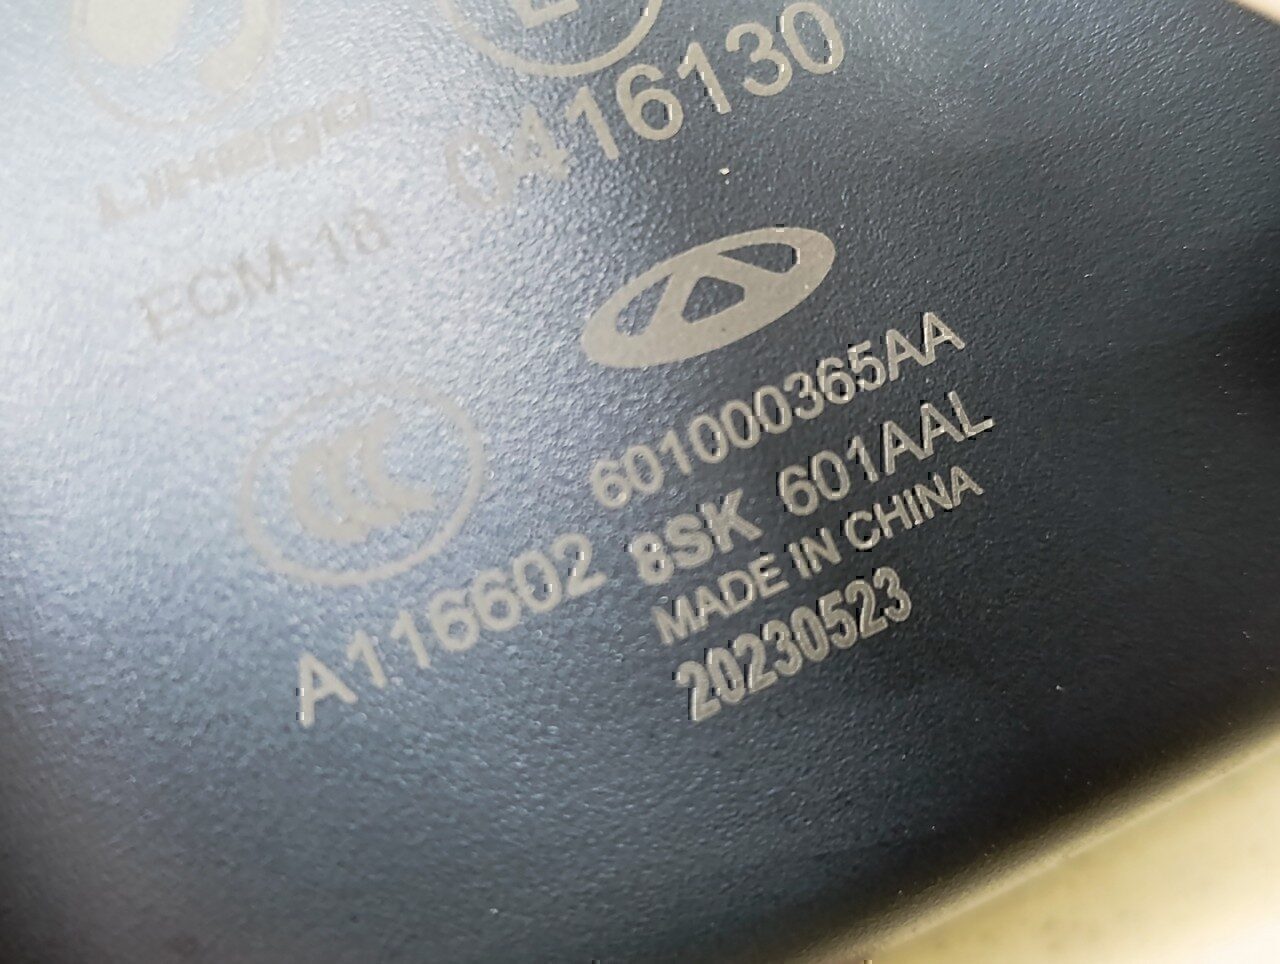 0416130
ECM-18
601000365AA
A116602 8SK 601AAL
MADE IN CHINA
20230523